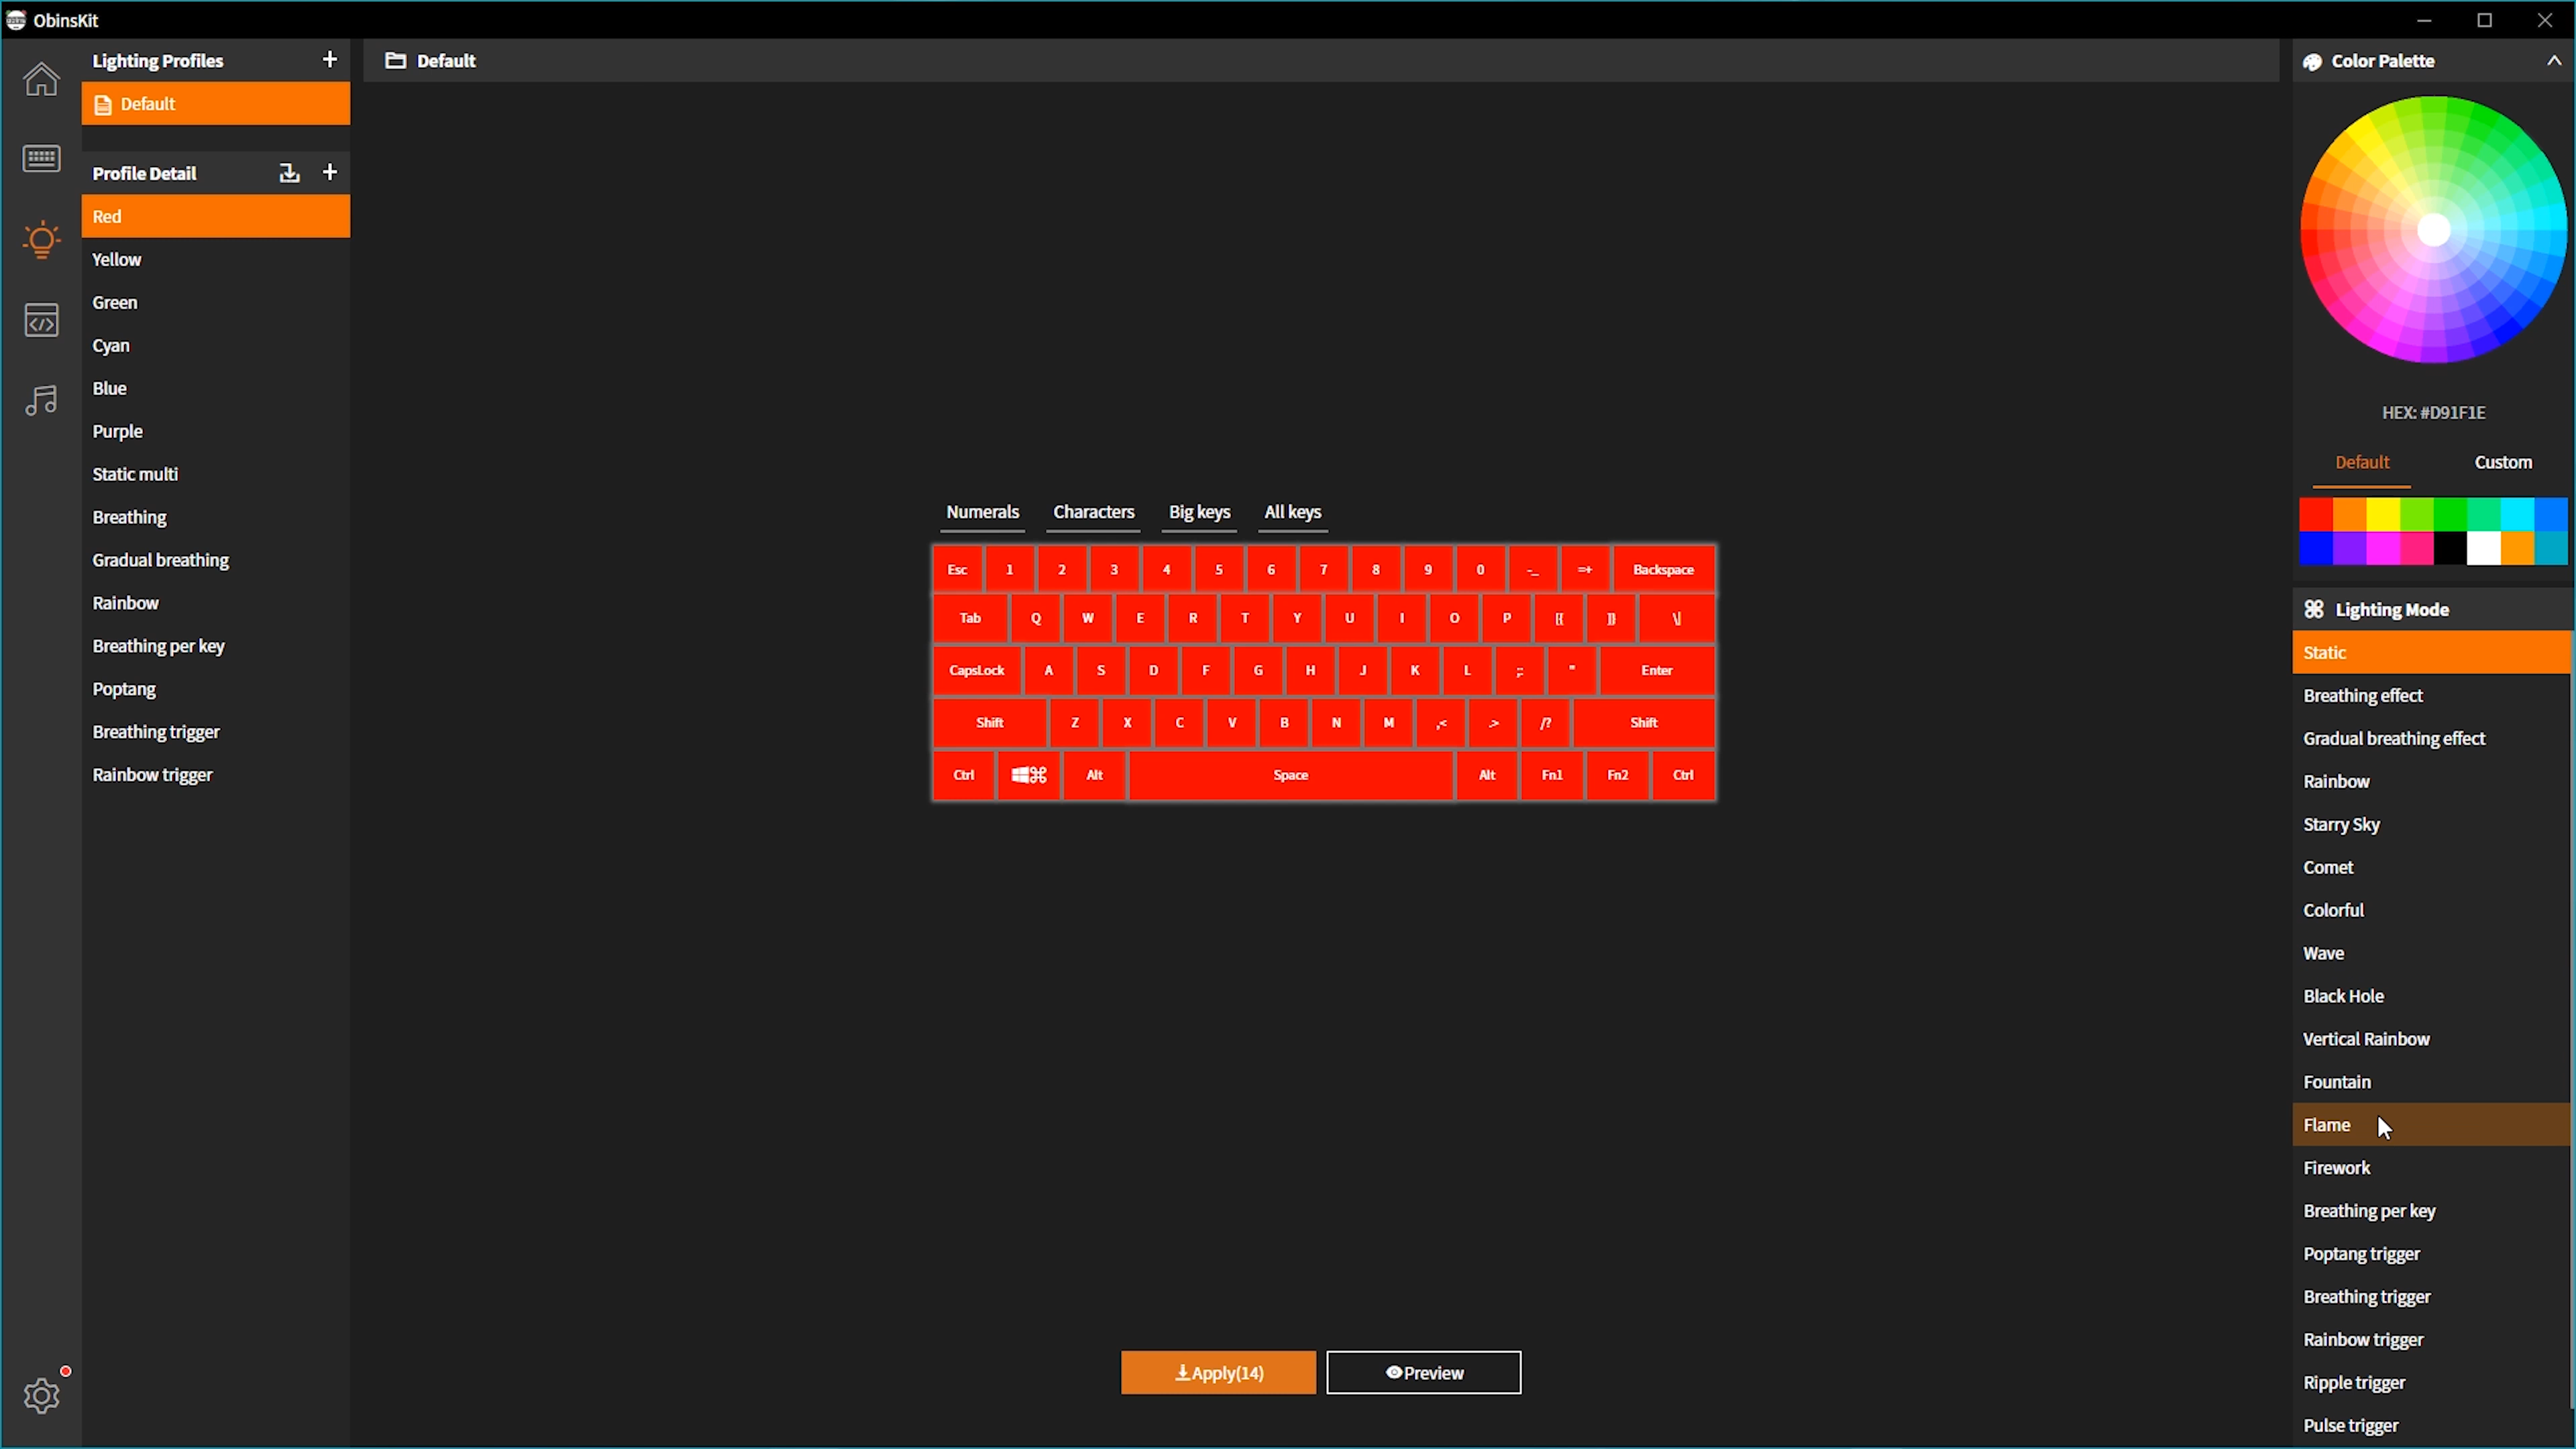 ObinsKit
Lighting Profiles
Default
Profile Detail
Red
Yellow
Green
Cyan
Blue
Purple
Static multi
Breathing
Gradual breathing
Rainbow
Breathing per key
Poptang
Breathing trigger
Rainbow trigger
Default
Numerals Characters Big keys All keys
Esc 1 2 3 4 5 6 7 8 9 0 -_ =+ Backspace
Tab Q W E R T Y U I O P [{ ]} \|
CapsLock A S D F G H J K L ;: " Enter
Shift Z X C V B N M ,< .> /? Shift
Ctrl Alt Space Alt Fn1 Fn2 Ctrl
Apply(14) Preview
Color Palette
HEX: #D91F1E
Default Custom
Lighting Mode
Static
Breathing effect
Gradual breathing effect
Rainbow
Starry Sky
Comet
Colorful
Wave
Black Hole
Vertical Rainbow
Fountain
Flame
Firework
Breathing per key
Poptang trigger
Breathing trigger
Rainbow trigger
Ripple trigger
Pulse trigger